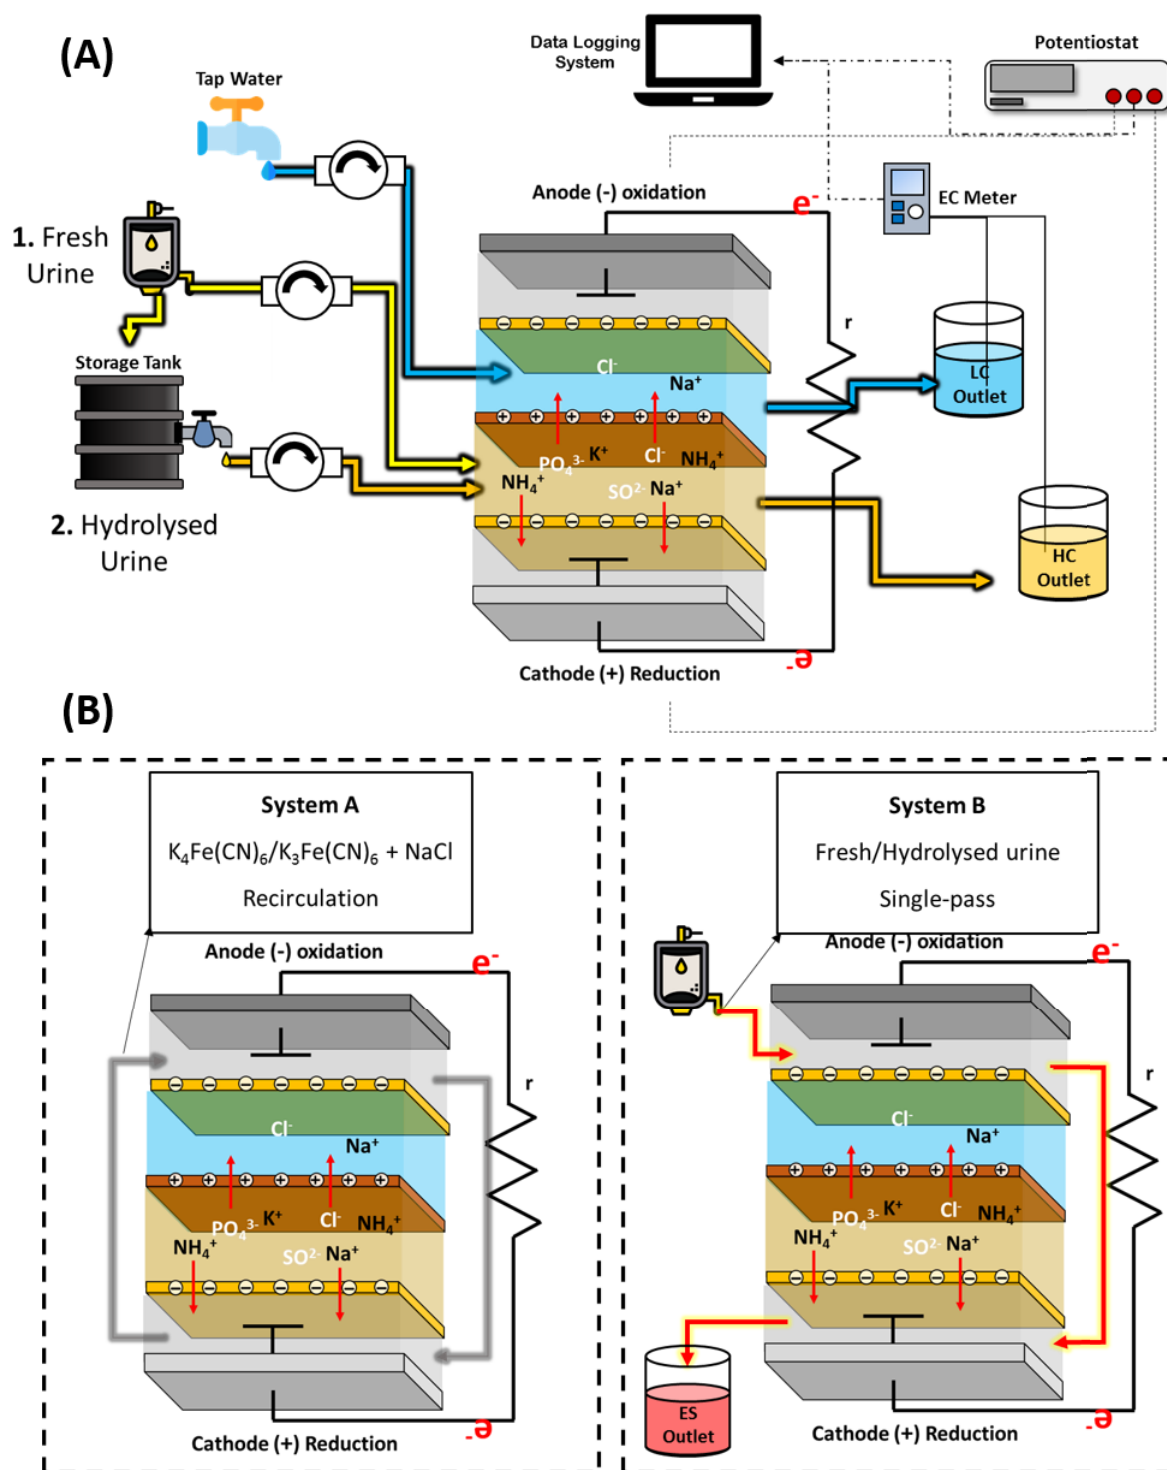 (A)
Data Logging
System
Potentiostat
Tap Water
Anode (-) oxidation
e-
EC Meter
1. Fresh
Urine
r
Storage Tank
Cl-
Na+
LC
Outlet
+ + + + + + +
PO₄³⁻ K+ Cl- NH₄⁺
NH₄⁺ SO²⁻ Na+
2. Hydrolysed
Urine
HC
Outlet
e-
Cathode (+) Reduction
(B)
System A
K₄Fe(CN)₆/K₃Fe(CN)₆ + NaCl
Recirculation
Anode (-) oxidation
e-
r
Cl-
Na+
+ + + + + + +
PO₄³⁻ K+ Cl- NH₄⁺
NH₄⁺ SO²⁻ Na+
e-
Cathode (+) Reduction
System B
Fresh/Hydrolysed urine
Single-pass
Anode (-) oxidation
e-
r
Cl-
Na+
+ + + + + + +
PO₄³⁻ K+ Cl- NH₄⁺
NH₄⁺ SO²⁻ Na+
ES
Outlet
e-
Cathode (+) Reduction